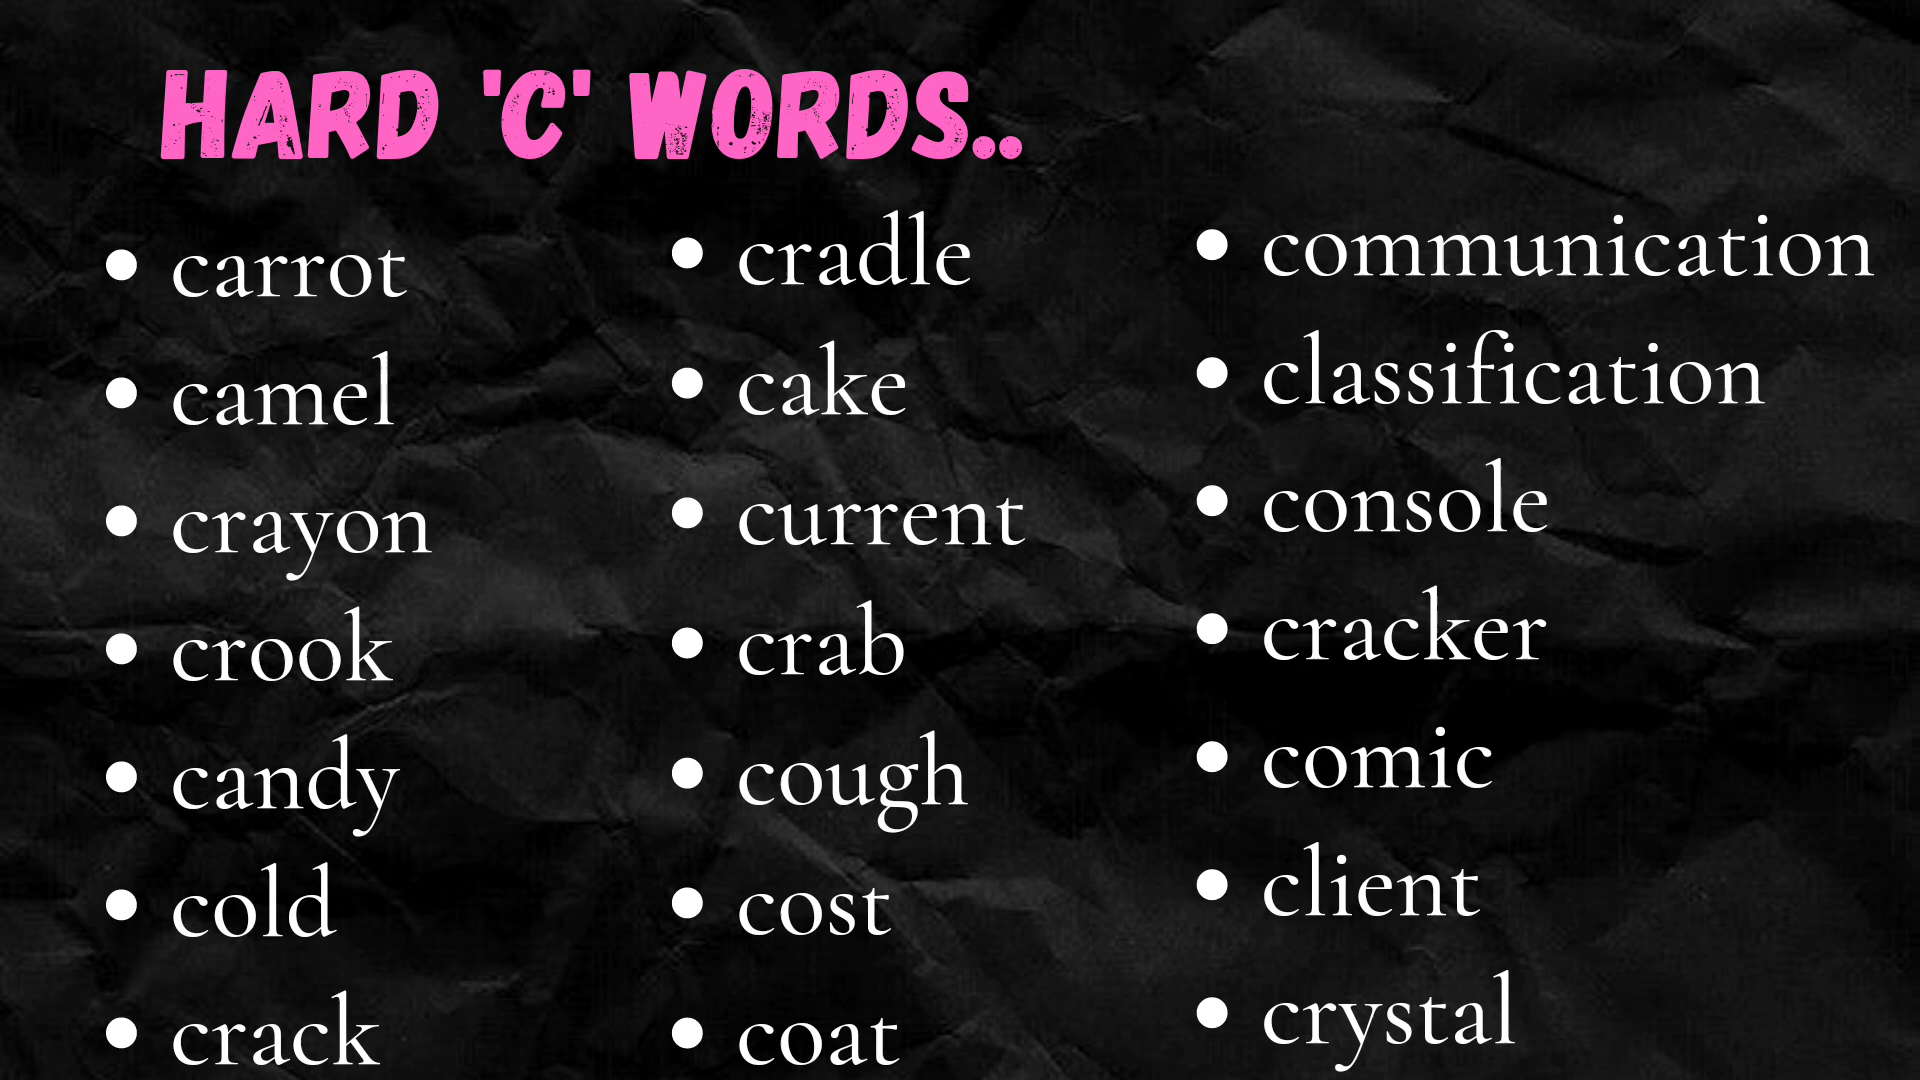 HARD 'C' WORDS..
• carrot
• camel
• crayon
• crook
• candy
• cold
• crack
• cradle
• cake
• current
• crab
• cough
• cost
• coat
• communication
• classification
• console
• cracker
• comic
• client
• crystal